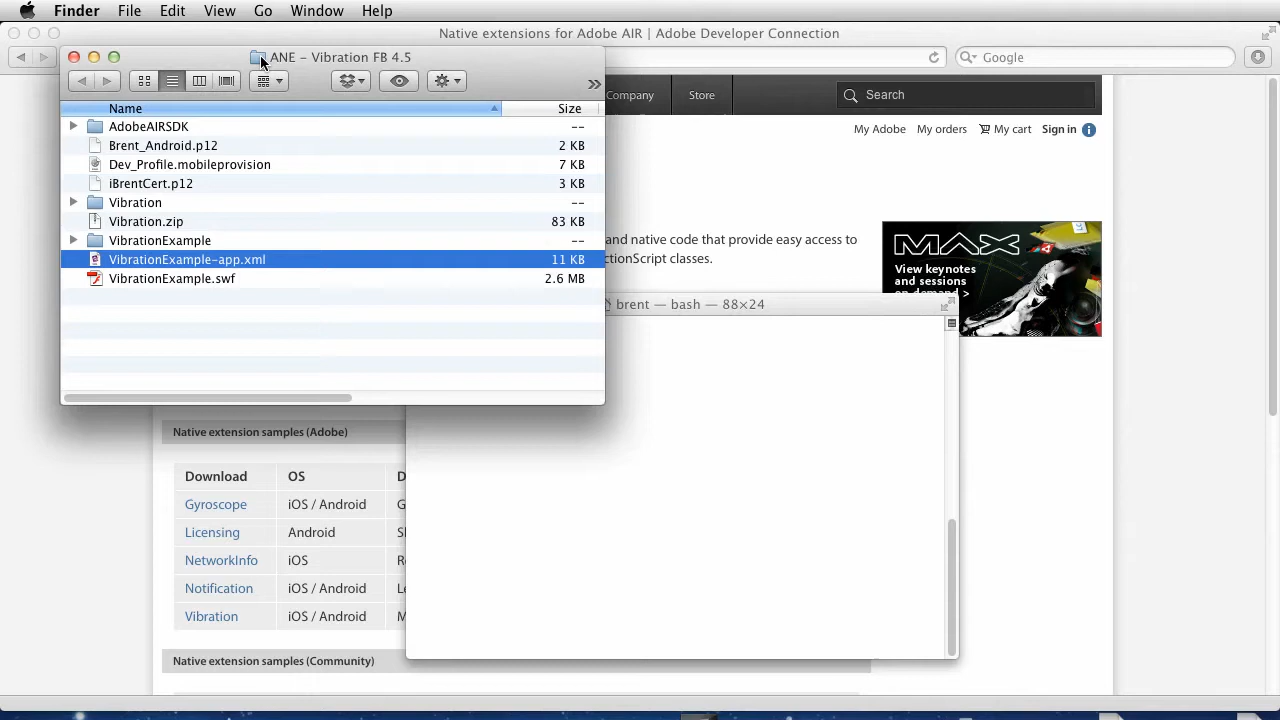 Finder File Edit View Go Window Help
Native extensions for Adobe AIR | Adobe Developer Connection
ANE – Vibration FB 4.5
Google
Company Store Search
My Adobe My orders My cart Sign in
Name Size
AdobeAIRSDK --
Brent_Android.p12 2 KB
Dev_Profile.mobileprovision 7 KB
iBrentCert.p12 3 KB
Vibration --
Vibration.zip 83 KB
VibrationExample --
VibrationExample-app.xml 11 KB
VibrationExample.swf 2.6 MB
and native code that provide easy access to
ctionScript classes.
MAX
View keynotes
and sessions
on demand >
brent — bash — 88×24
Native extension samples (Adobe)
Download OS D
Gyroscope iOS / Android G
Licensing Android
NetworkInfo iOS
Notification iOS / Android
Vibration iOS / Android
Native extension samples (Community)